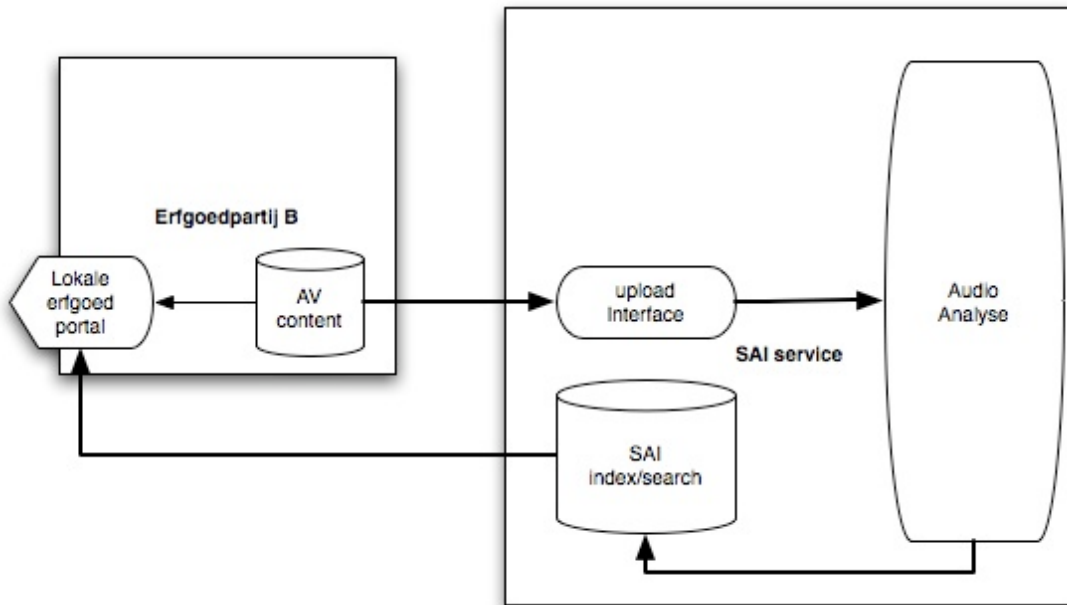 Erfgoedpartij B
Lokale
erfgoed
portal
AV
content
upload
Interface
SAI service
Audio
Analyse
SAI
index/search